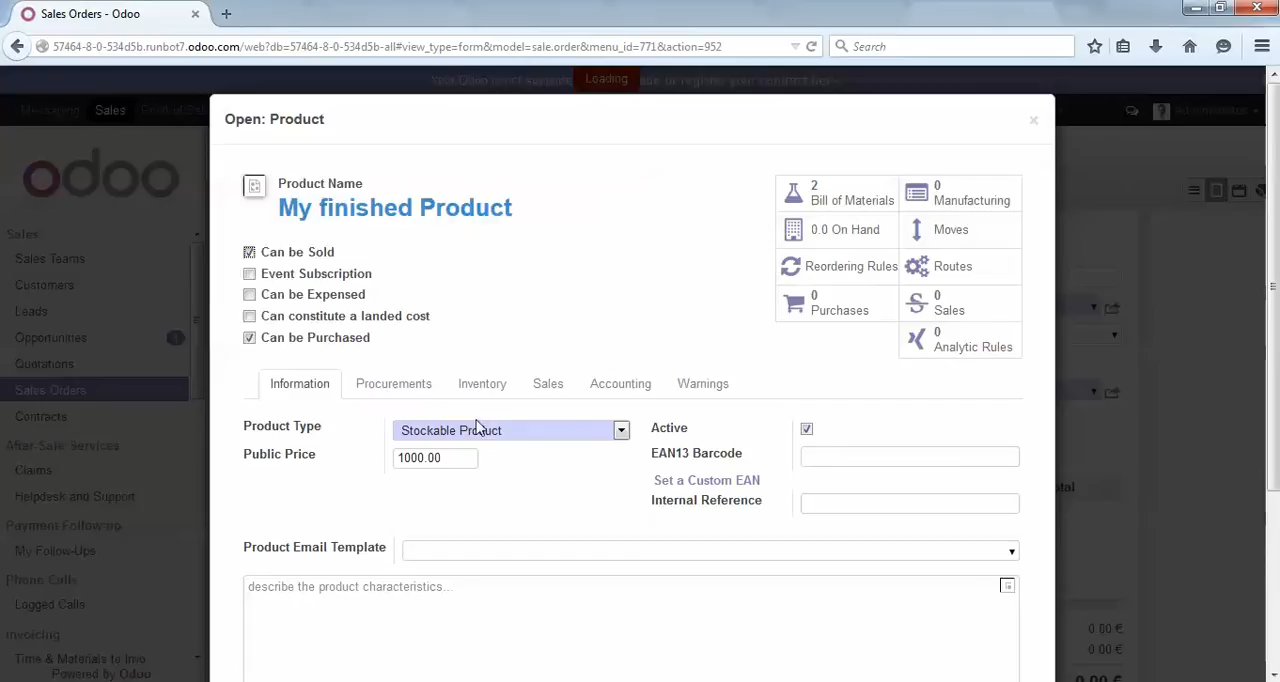 Sales Orders - Odoo
57464-8-0-534d5b.runbot7.odoo.com/web?db=57464-8-0-534d5b-all#view_type=form&model=sale.order&menu_id=771&action=952
Search
Loading
Messaging Sales
Administrator
odoo
Open: Product
Product Name
My finished Product
Can be Sold
Event Subscription
Can be Expensed
Can constitute a landed cost
Can be Purchased
2
Bill of Materials
0
Manufacturing
0.0 On Hand
Moves
Reordering Rules
Routes
0
Purchases
0
Sales
0
Analytic Rules
Information Procurements Inventory Sales Accounting Warnings
Product Type
Stockable Product
Public Price
1000.00
Active
EAN13 Barcode
Set a Custom EAN
Internal Reference
Product Email Template
describe the product characteristics...
Sales
Sales Teams
Customers
Leads
Opportunities 1
Quotations
Sales Orders
Contracts
After-Sale Services
Claims
Helpdesk and Support
Payment Follow-up
My Follow-Ups
Phone Calls
Logged Calls
Invoicing
Time & Materials to Invo
Powered by Odoo
0.00 €
0.00 €
0.00 €